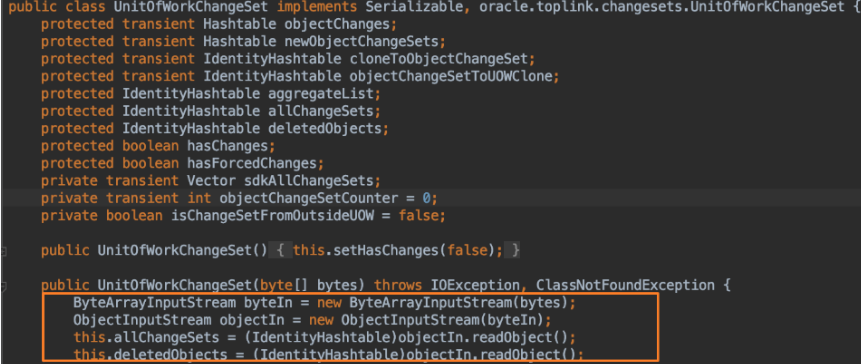 public class UnitOfWorkChangeSet implements Serializable, oracle.toplink.changesets.UnitOfWorkChangeSet {
protected transient Hashtable objectChanges;
protected transient Hashtable newObjectChangeSets;
protected transient IdentityHashtable cloneToObjectChangeSet;
protected transient IdentityHashtable objectChangeSetToUOWClone;
protected IdentityHashtable aggregateList;
protected IdentityHashtable allChangeSets;
protected IdentityHashtable deletedObjects;
protected boolean hasChanges;
protected boolean hasForcedChanges;
private transient Vector sdkAllChangeSets;
private transient int objectChangeSetCounter = 0;
private boolean isChangeSetFromOutsideUOW = false;
public UnitOfWorkChangeSet() { this.setHasChanges(false); }
public UnitOfWorkChangeSet(byte[] bytes) throws IOException, ClassNotFoundException {
ByteArrayInputStream byteIn = new ByteArrayInputStream(bytes);
ObjectInputStream objectIn = new ObjectInputStream(byteIn);
this.allChangeSets = (IdentityHashtable)objectIn.readObject();
this.deletedObjects = (IdentityHashtable)objectIn.readObject();